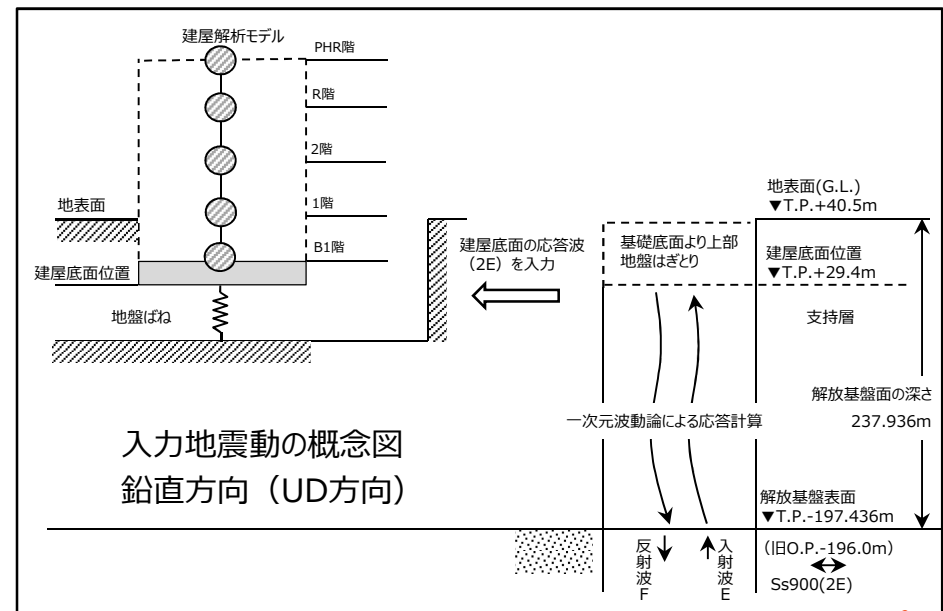 建屋解析モデル
PHR階
R階
2階
1階
B1階
地表面
建屋底面位置
地盤ばね
建屋底面の応答波
（2E）を入力
基礎底面より上部
地盤はぎとり
地表面(G.L.)
▼T.P.+40.5m
建屋底面位置
▼T.P.+29.4m
支持層
解放基盤面の深さ
237.936m
一次元波動論による応答計算
入力地震動の概念図
鉛直方向（UD方向）
解放基盤表面
▼T.P.-197.436m
反射波F
入射波E
(旧O.P.-196.0m）
Ss900(2E)